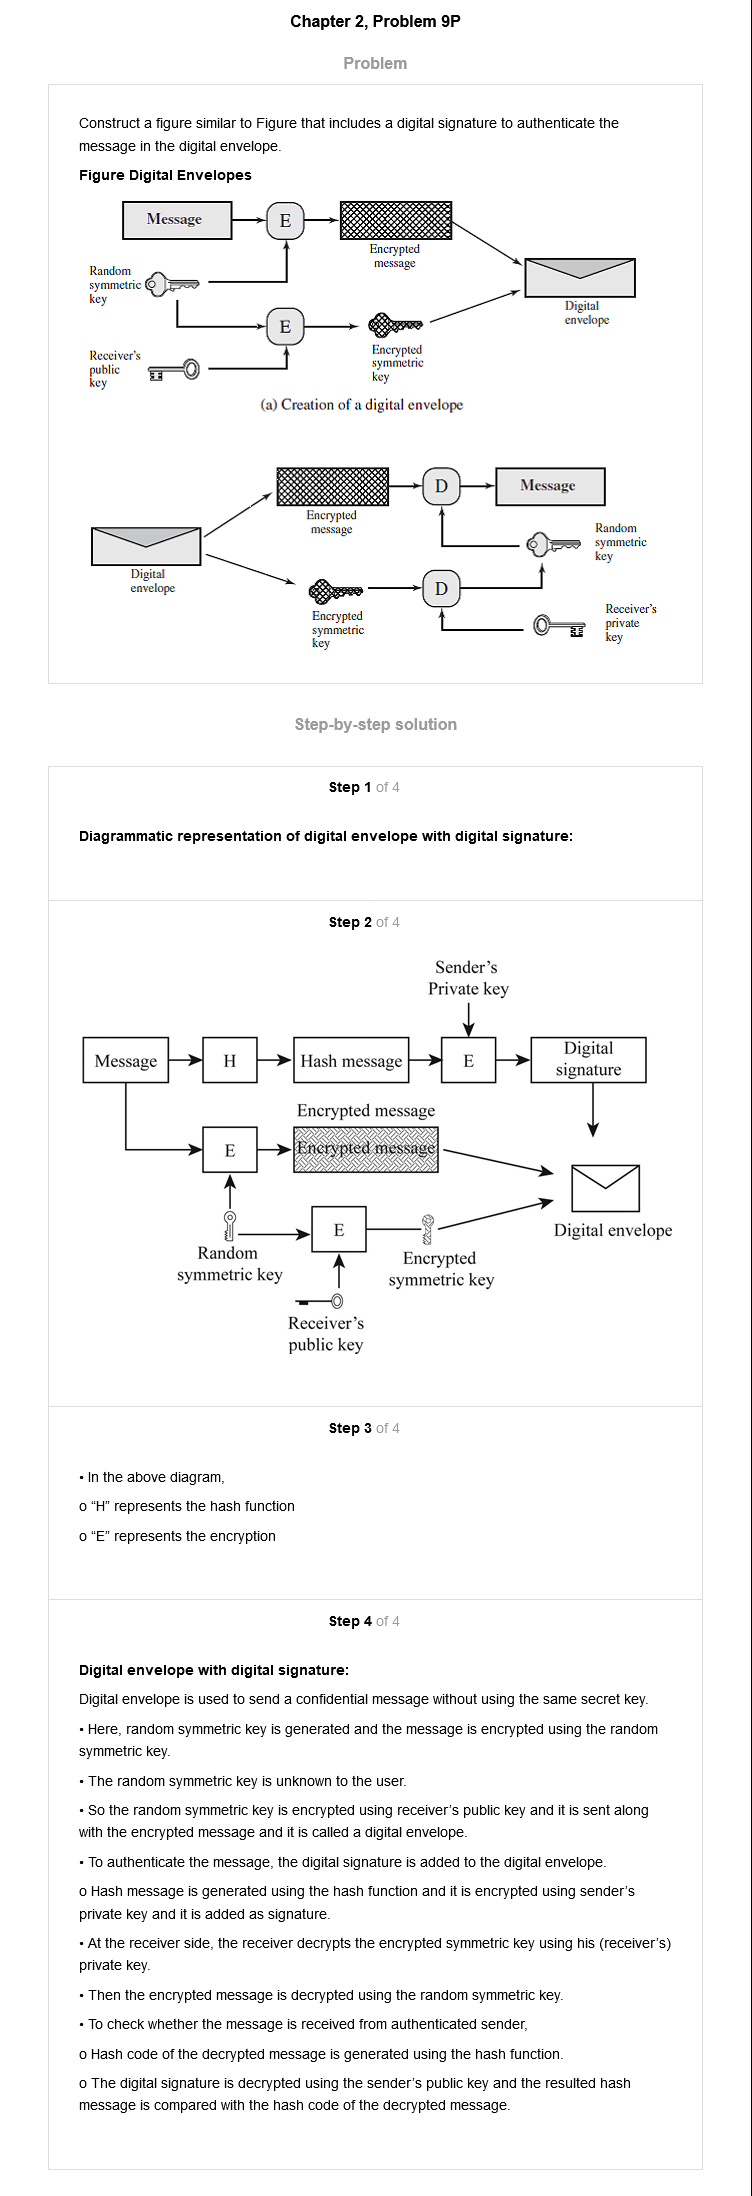 Chapter 2, Problem 9P
Problem
Construct a figure similar to Figure that includes a digital signature to authenticate the
message in the digital envelope.
Figure Digital Envelopes
Message
E
Encrypted
message
Random
symmetric
key
Digital
envelope
E
Encrypted
symmetric
key
Receiver's
public
key
(a) Creation of a digital envelope
Encrypted
message
D
Message
Random
symmetric
key
Digital
envelope
Encrypted
symmetric
key
D
Receiver's
private
key
Step-by-step solution
Step 1 of 4
Diagrammatic representation of digital envelope with digital signature:
Step 2 of 4
Sender's
Private key
Message
H
Hash message
E
Digital
signature
Encrypted message
E
Encrypted message
Digital envelope
Random
symmetric key
E
Encrypted
symmetric key
Receiver's
public key
Step 3 of 4
• In the above diagram,
o “H” represents the hash function
o “E” represents the encryption
Step 4 of 4
Digital envelope with digital signature:
Digital envelope is used to send a confidential message without using the same secret key.
• Here, random symmetric key is generated and the message is encrypted using the random
symmetric key.
• The random symmetric key is unknown to the user.
• So the random symmetric key is encrypted using receiver's public key and it is sent along
with the encrypted message and it is called a digital envelope.
• To authenticate the message, the digital signature is added to the digital envelope.
o Hash message is generated using the hash function and it is encrypted using sender's
private key and it is added as signature.
• At the receiver side, the receiver decrypts the encrypted symmetric key using his (receiver's)
private key.
• Then the encrypted message is decrypted using the random symmetric key.
• To check whether the message is received from authenticated sender,
o Hash code of the decrypted message is generated using the hash function.
o The digital signature is decrypted using the sender's public key and the resulted hash
message is compared with the hash code of the decrypted message.